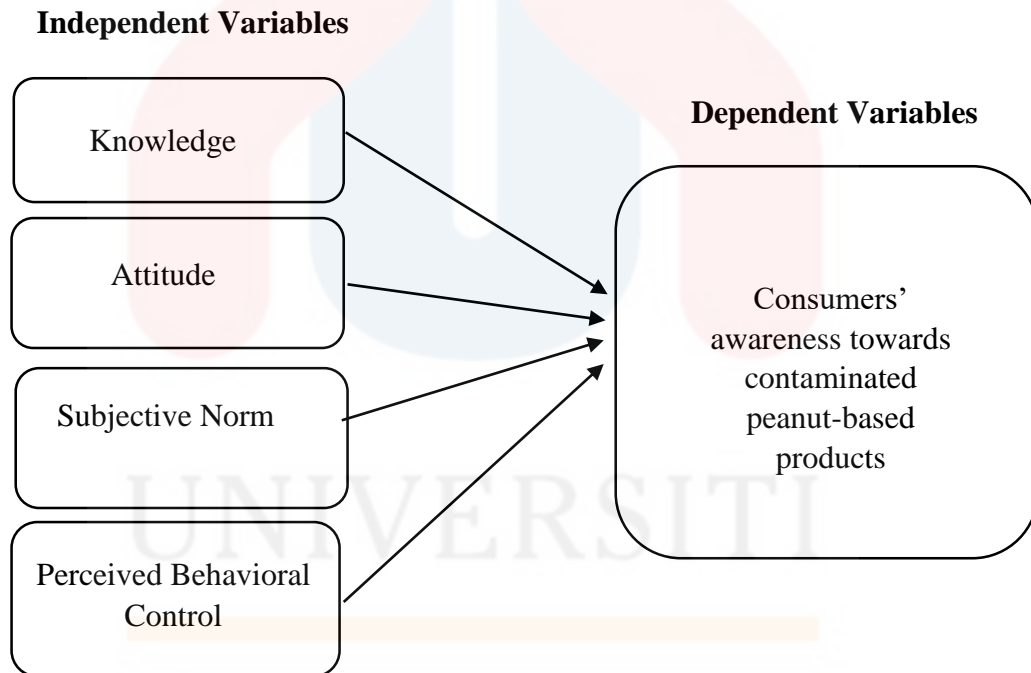 Independent Variables
Knowledge
Attitude
Subjective Norm
Perceived Behavioral
Control
Dependent Variables
Consumers’
awareness towards
contaminated
peanut-based
products
UNIVERSITI